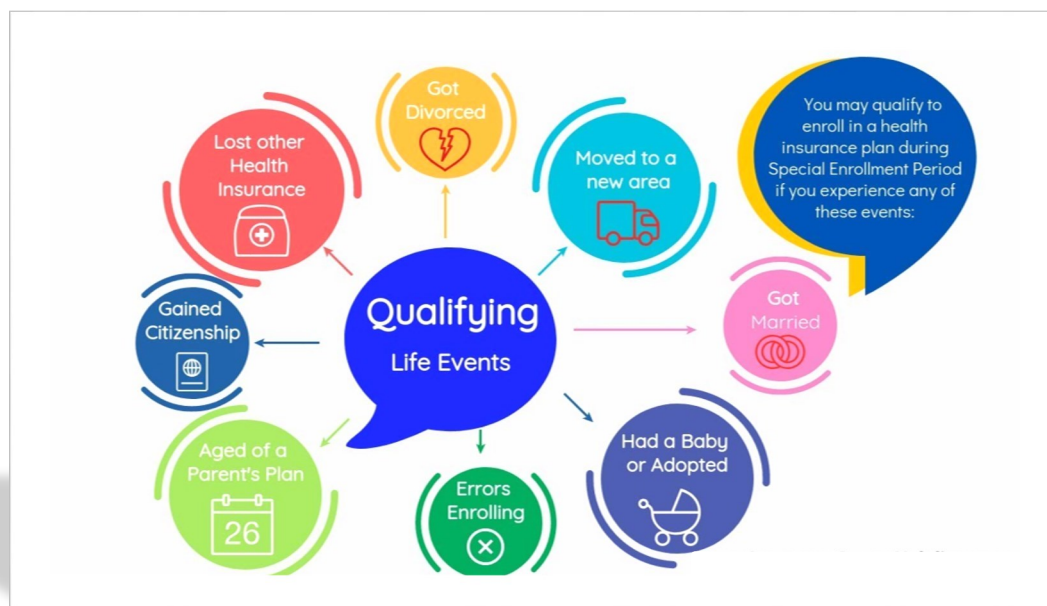 Got
Divorced
Lost other
Health
Insurance
Moved to a
new area
You may qualify to
enroll in a health
insurance plan during
Special Enrollment Period
if you experience any of
these events:
Gained
Citizenship
Qualifying
Life Events
Got
Married
Aged of a
Parent's Plan
26
Errors
Enrolling
Had a Baby
or Adopted